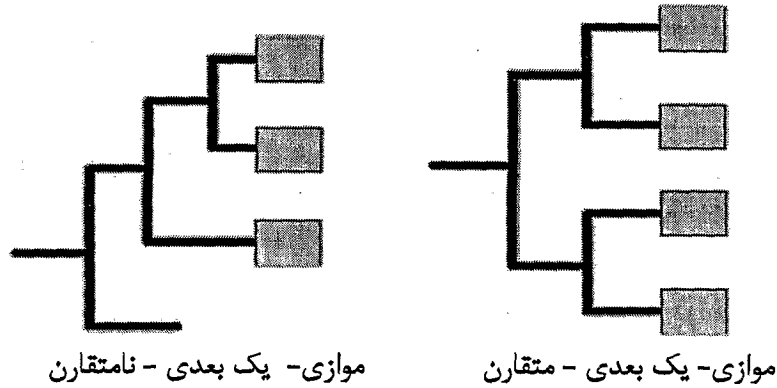 موازی- یک بعدی - متقارن
موازی- یک بعدی - نامتقارن